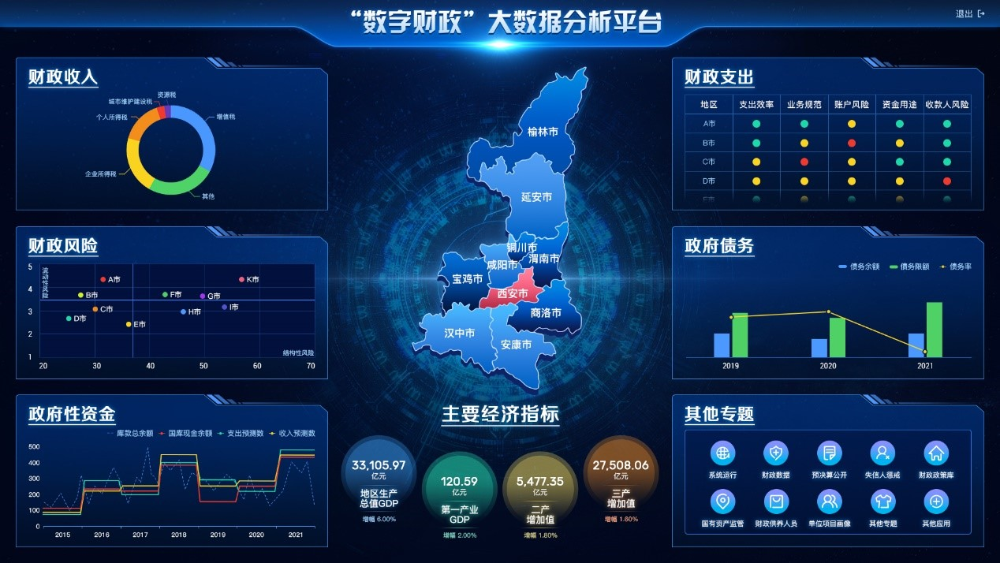 “数字财政”大数据分析平台
退出
财政收入
资源税
城市维护建设税
个人所得税
增值税
企业所得税
其他
财政风险
5
4
3
2
1
流动性风险
A市
K市
B市
F市
G市
C市
H市
I市
D市
E市
结构性风险
20 30 40 50 60 70
政府性资金
库款总余额 国库现金余额 支出预测数 收入预测数
500
400
300
200
100
0
2015 2016 2017 2018 2019 2020 2021
榆林市
延安市
铜川市
渭南市
咸阳市
宝鸡市
西安市
商洛市
汉中市
安康市
主要经济指标
33,105.97
亿元
地区生产
总值GDP
增幅 6.00%
120.59
亿元
第一产业
GDP
增幅 2.00%
5,477.35
亿元
二产
增加值
增幅 1.80%
27,508.06
亿元
三产
增加值
增幅 1.60%
财政支出
地区 支出效率 业务规范 账户风险 资金用途 收款人风险
A市
B市
C市
D市
E市
政府债务
债务余额 债务限额 债务率
2019 2020 2021
其他专题
系统运行 财政数据 预决算公开 失信人惩戒 财政政策库
国有资产监管 财政供养人员 单位项目画像 其他专题 其他应用